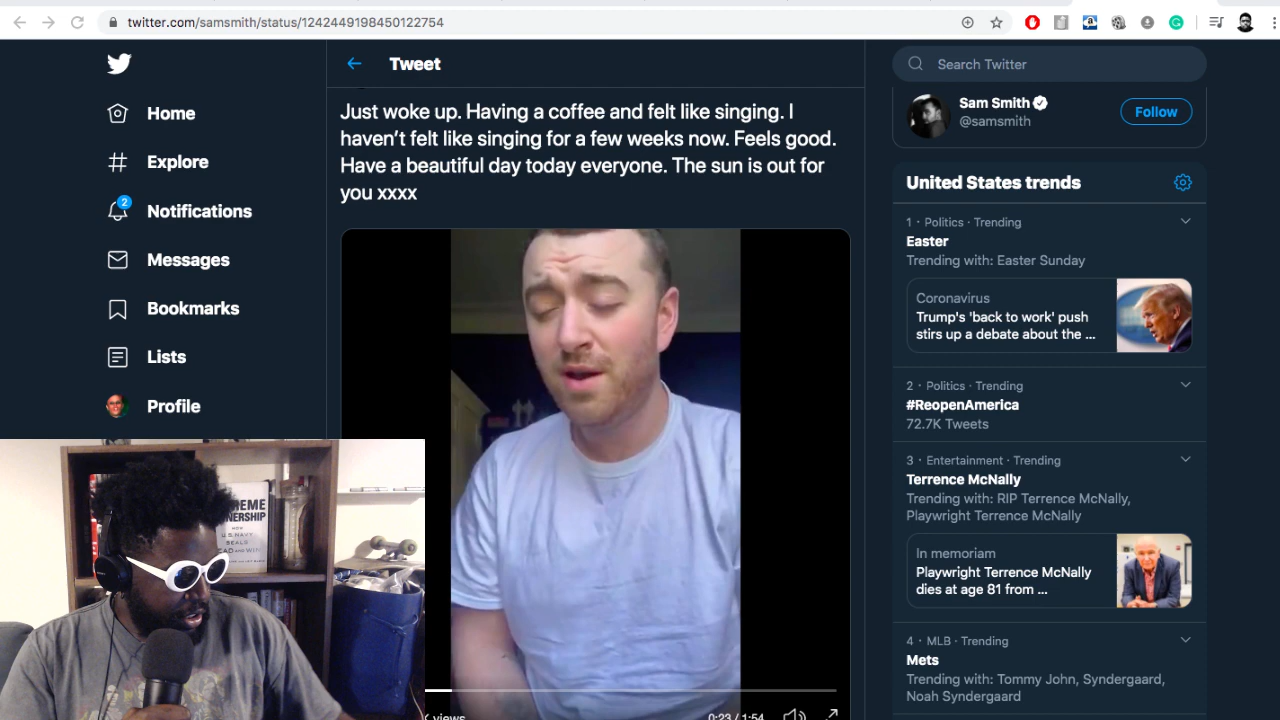 twitter.com/samsmith/status/1242449198450122754
Tweet
Search Twitter
Home
Explore
2
Notifications
Messages
Bookmarks
Lists
Profile
Just woke up. Having a coffee and felt like singing. I
haven’t felt like singing for a few weeks now. Feels good.
Have a beautiful day today everyone. The sun is out for
you xxxx
views
0:23 / 1:54
Sam Smith
@samsmith
Follow
United States trends
1 · Politics · Trending
Easter
Trending with: Easter Sunday
Coronavirus
Trump's 'back to work' push
stirs up a debate about the ...
2 · Politics · Trending
#ReopenAmerica
72.7K Tweets
3 · Entertainment · Trending
Terrence McNally
Trending with: RIP Terrence McNally,
Playwright Terrence McNally
In memoriam
Playwright Terrence McNally
dies at age 81 from ...
4 · MLB · Trending
Mets
Trending with: Tommy John, Syndergaard,
Noah Syndergaard
HOW
U.S. NAVY
SEALS